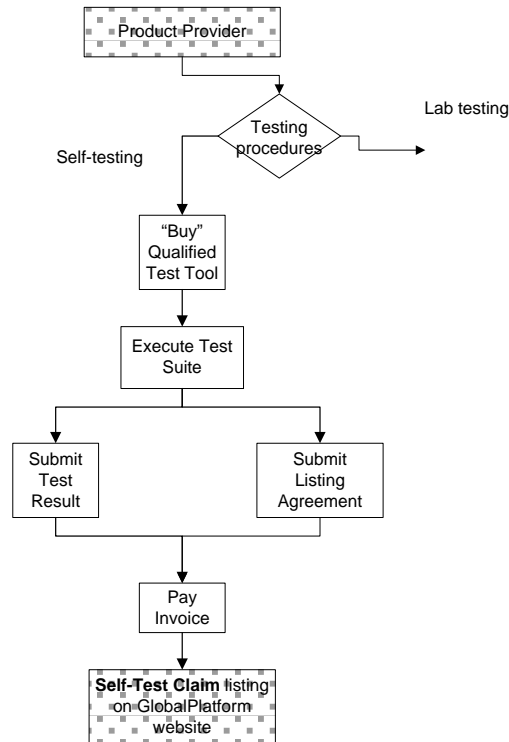 Product Provider
Testing
procedures
Lab testing
Self-testing
“Buy”
Qualified
Test Tool
Execute Test
Suite
Submit
Test
Result
Submit
Listing
Agreement
Pay
Invoice
Self-Test Claim listing
on GlobalPlatform
website